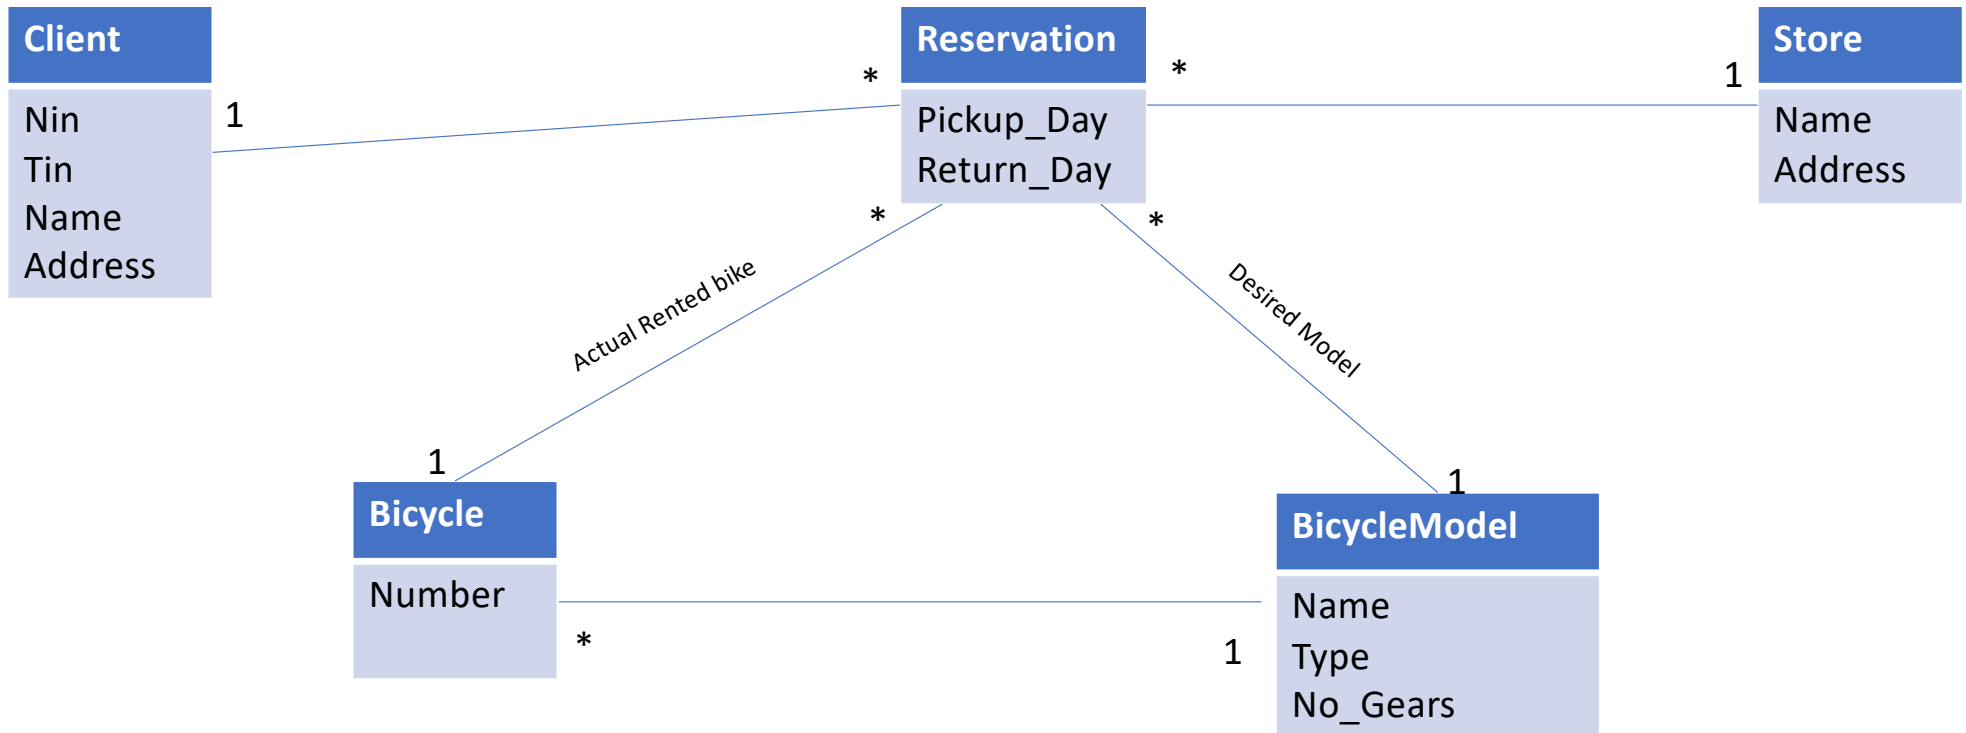 Client
Nin
Tin
Name
Address
1
*
Reservation
Pickup_Day
Return_Day
*
1
Store
Name
Address
*
Actual Rented bike
1
*
Desired Model
1
Bicycle
Number
*
1
BicycleModel
Name
Type
No_Gears